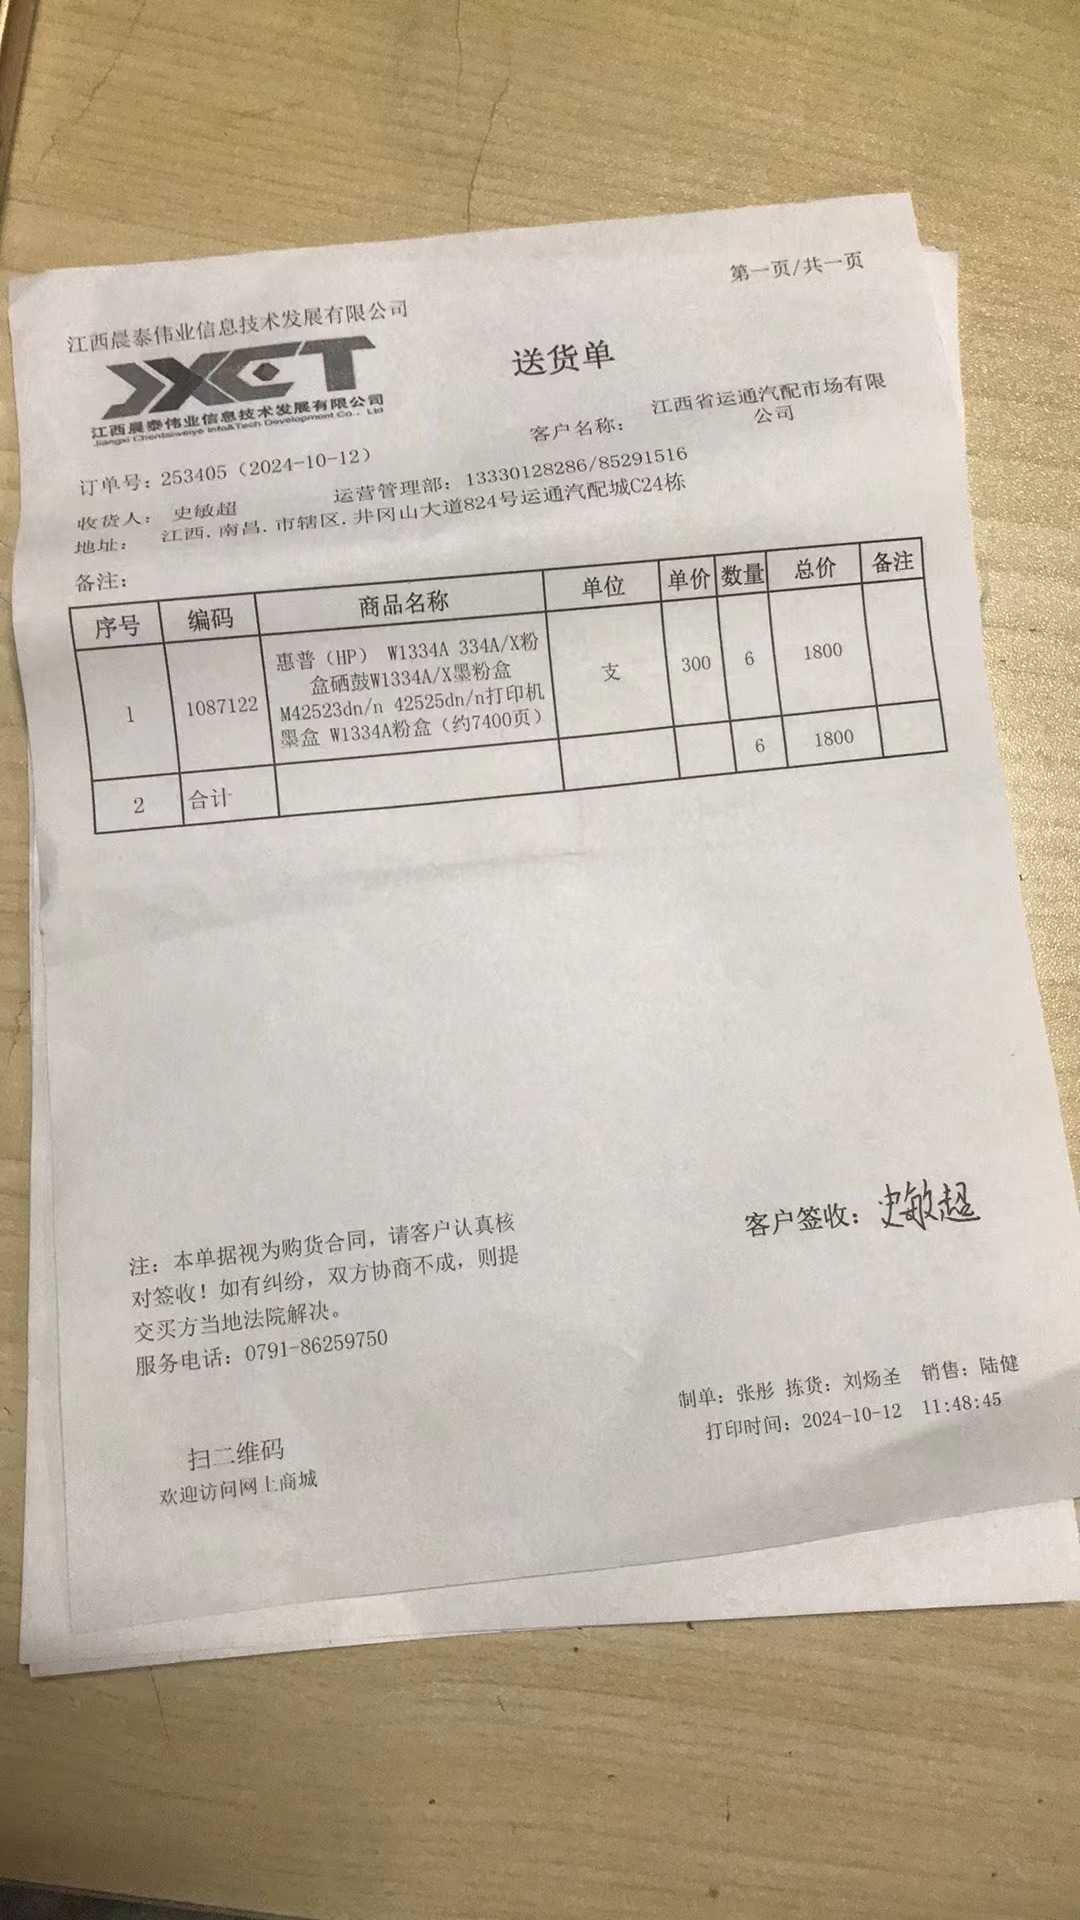 第一页/共一页
江西晨泰伟业信息技术发展有限公司
送货单
XCT
江西晨泰伟业信息技术发展有限公司
Jiangxi Chentaiweiye Info&Tech Development Co., Ltd
客户名称: 江西省运通汽配市场有限
公司
订单号: 253405 (2024-10-12)
运营管理部: 13330128286/85291516
收货人: 史敏超
地址: 江西.南昌.市辖区.井冈山大道824号运通汽配城C24栋
备注:
序号 编码 商品名称 单位 单价 数量 总价 备注
1 1087122 惠普（HP） W1334A 334A/X粉
盒硒鼓W1334A/X墨粉盒
M42523dn/n 42525dn/n打印机
墨盒 W1334A粉盒（约7400页） 支 300 6 1800
2 合计 6 1800
客户签收: 史敏超
注: 本单据视为购货合同，请客户认真核
对签收！如有纠纷，双方协商不成，则提
交买方当地法院解决。
服务电话: 0791-86259750
制单: 张彤 拣货: 刘炀圣 销售: 陆健
打印时间: 2024-10-12 11:48:45
扫二维码
欢迎访问网上商城